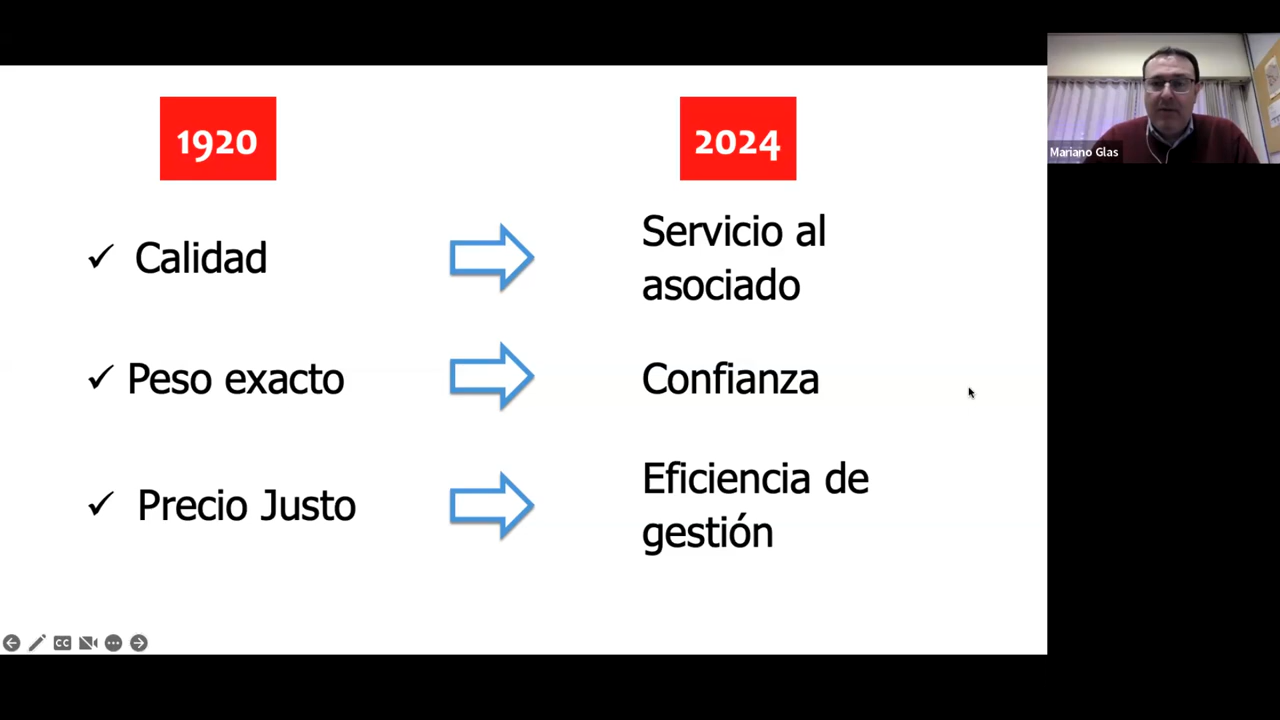 1920
2024
✓ Calidad
Servicio al
asociado
✓ Peso exacto
Confianza
✓ Precio Justo
Eficiencia de
gestión
Mariano Glas
CC